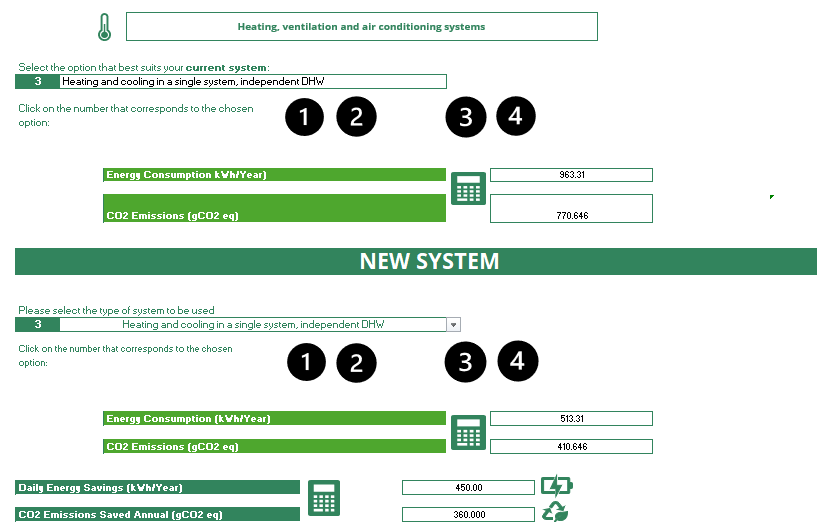 Heating, ventilation and air conditioning systems
Select the option that best suits your current system:
3 Heating and cooling in a single system, independent DHW
Click on the number that corresponds to the chosen
option:
1 2 3 4
Energy Consumption kWh/Year) 963.31
CO2 Emissions (gCO2 eq) 770.646
NEW SYSTEM
Please select the type of system to be used
3 Heating and cooling in a single system, independent DHW
Click on the number that corresponds to the chosen
option:
1 2 3 4
Energy Consumption (kWh/Year) 513.31
CO2 Emissions (gCO2 eq) 410.646
Daily Energy Savings (kWh/Year) 450.00
CO2 Emissions Saved Annual (gCO2 eq) 360.000